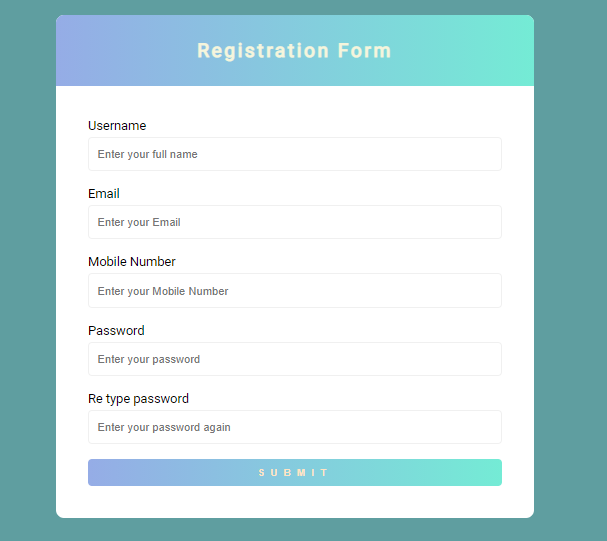 Registration Form
Username
Enter your full name
Email
Enter your Email
Mobile Number
Enter your Mobile Number
Password
Enter your password
Re type password
Enter your password again
SUBMIT